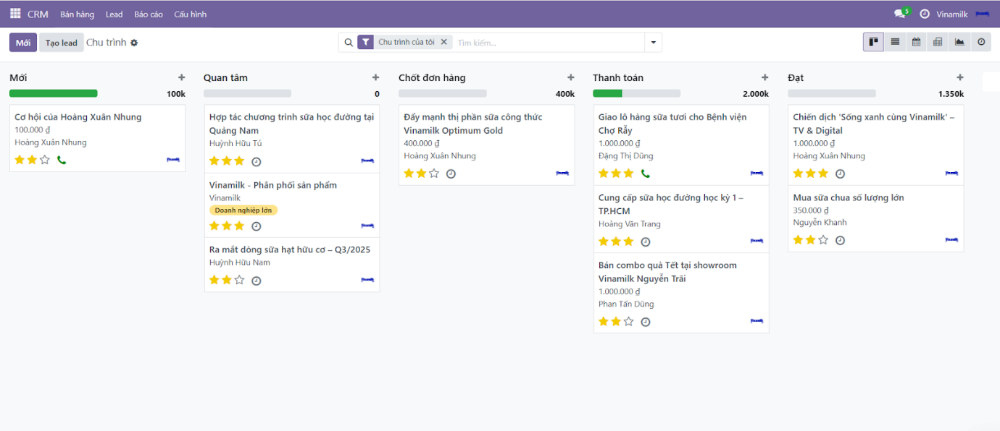 CRM Bán hàng Lead Báo cáo Cấu hình 5 Vinamilk
Mới Tạo lead Chu trình Chu trình của tôi Tìm kiếm...
Mới
100k
Cơ hội của Hoàng Xuân Nhung
100.000 ₫
Hoàng Xuân Nhung
Quan tâm
0
Hợp tác chương trình sữa học đường tại
Quảng Nam
Huỳnh Hữu Tú
Vinamilk - Phân phối sản phẩm
Vinamilk
Doanh nghiệp lớn
Ra mắt dòng sữa hạt hữu cơ – Q3/2025
Huỳnh Hữu Nam
Chốt đơn hàng
400k
Đẩy mạnh thị phần sữa công thức
Vinamilk Optimum Gold
400.000 ₫
Hoàng Xuân Nhung
Thanh toán
2.000k
Giao lô hàng sữa tươi cho Bệnh viện
Chợ Rẫy
1.000.000 ₫
Đặng Thị Dũng
Cung cấp sữa học đường học kỳ 1 –
TP.HCM
Hoàng Văn Trang
Bán combo quà Tết tại showroom
Vinamilk Nguyễn Trãi
1.000.000 ₫
Phan Tấn Dũng
Đạt
1.350k
Chiến dịch 'Sống xanh cùng Vinamilk' –
TV & Digital
1.000.000 ₫
Hoàng Xuân Nhung
Mua sữa chua số lượng lớn
350.000 ₫
Nguyễn Khanh